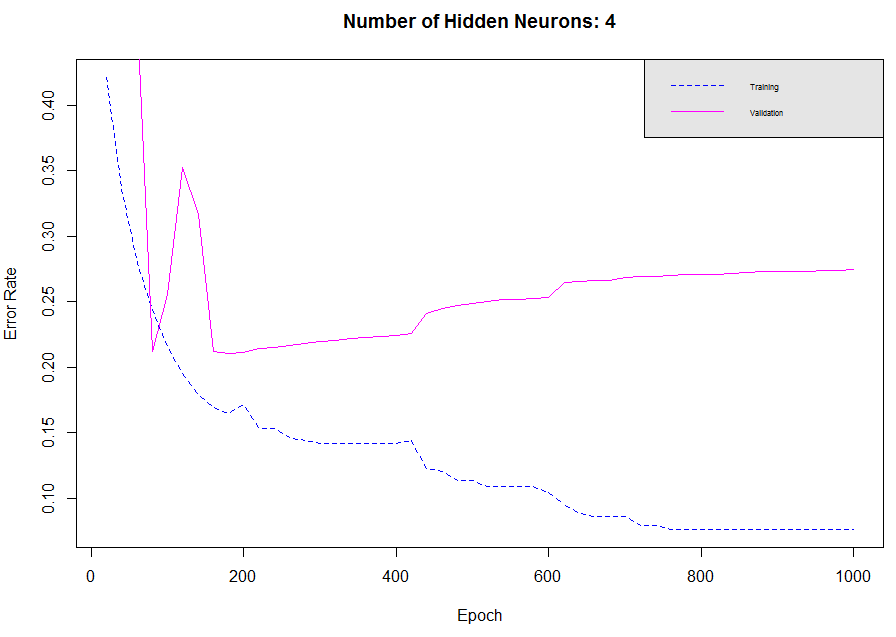 Number of Hidden Neurons: 4
Training
Validation
0.40
0.35
0.30
0.25
0.20
0.15
0.10
Error Rate
0 200 400 600 800 1000
Epoch